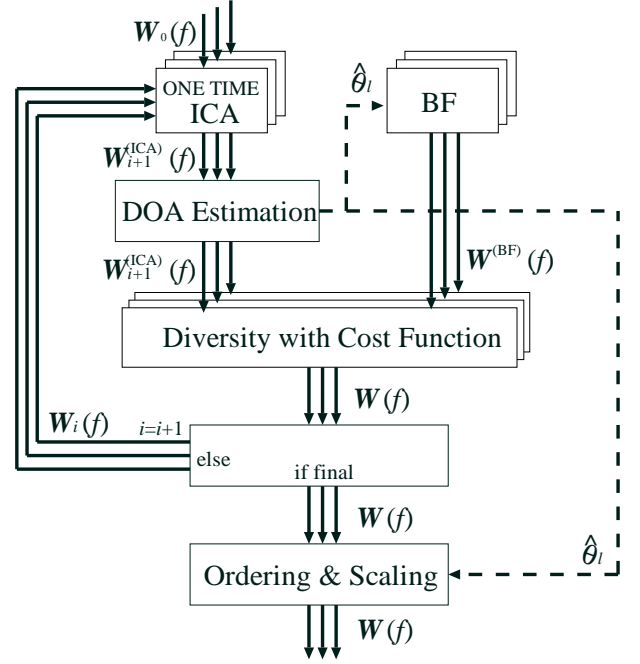 W₀(f)
ONE TIME
ICA
θ̂ₗ
BF
W(ICA)i+1(f)
DOA Estimation
W(ICA)i+1(f)
W(BF)(f)
Diversity with Cost Function
W(f)
Wᵢ(f)
i=i+1
else
if final
W(f)
θ̂ₗ
Ordering & Scaling
W(f)